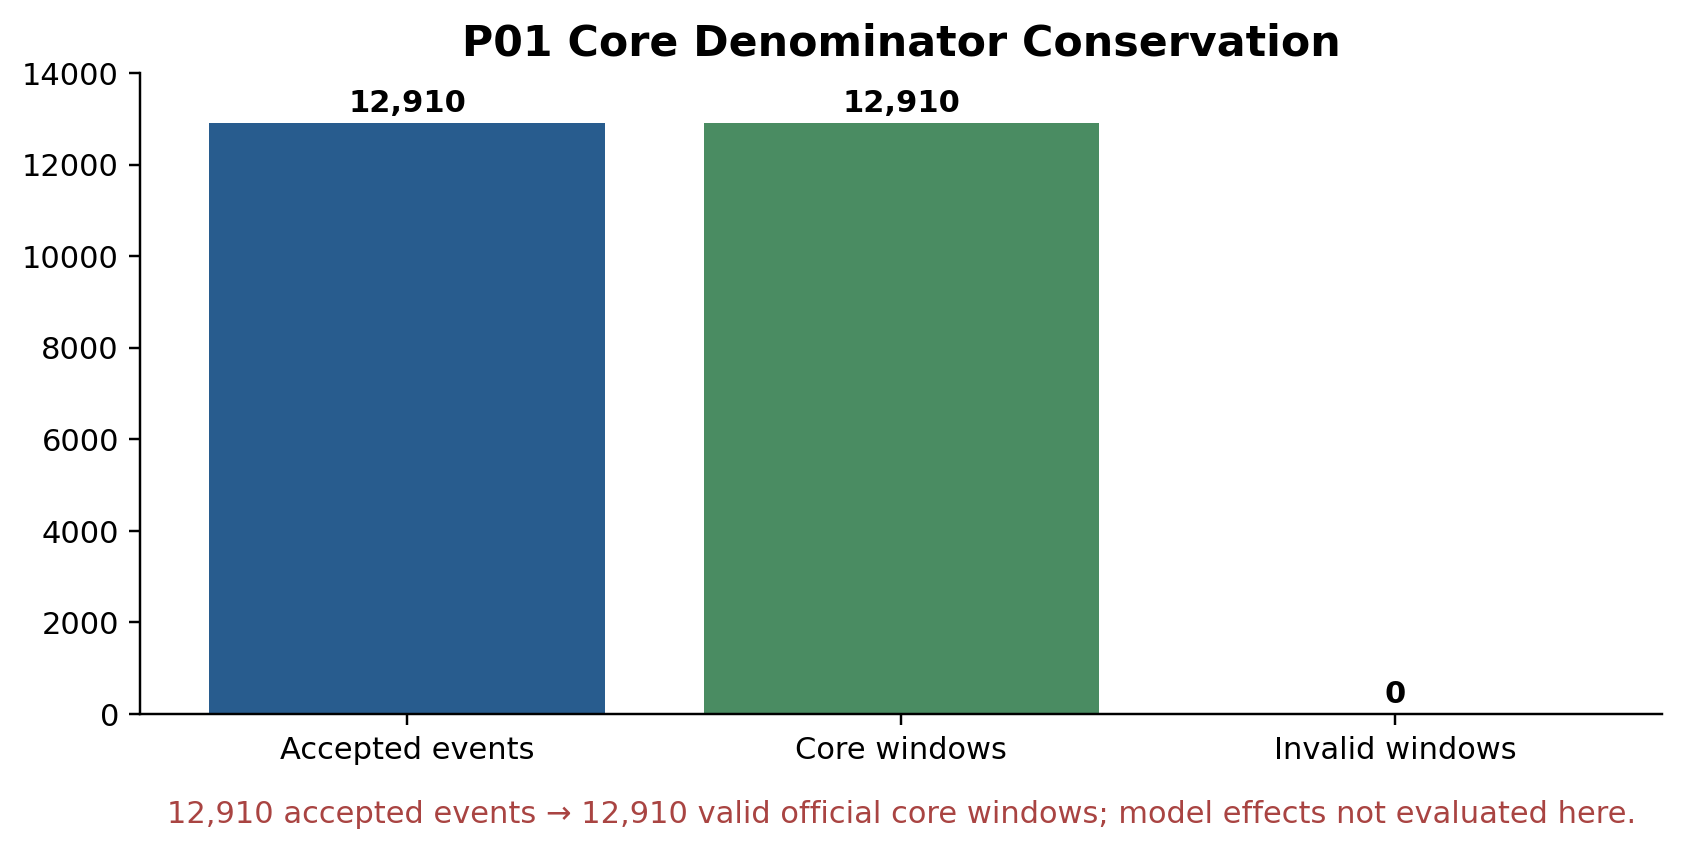 P01 Core Denominator Conservation
14000
12000
10000
8000
6000
4000
2000
0
12,910
12,910
0
Accepted events
Core windows
Invalid windows
12,910 accepted events → 12,910 valid official core windows; model effects not evaluated here.